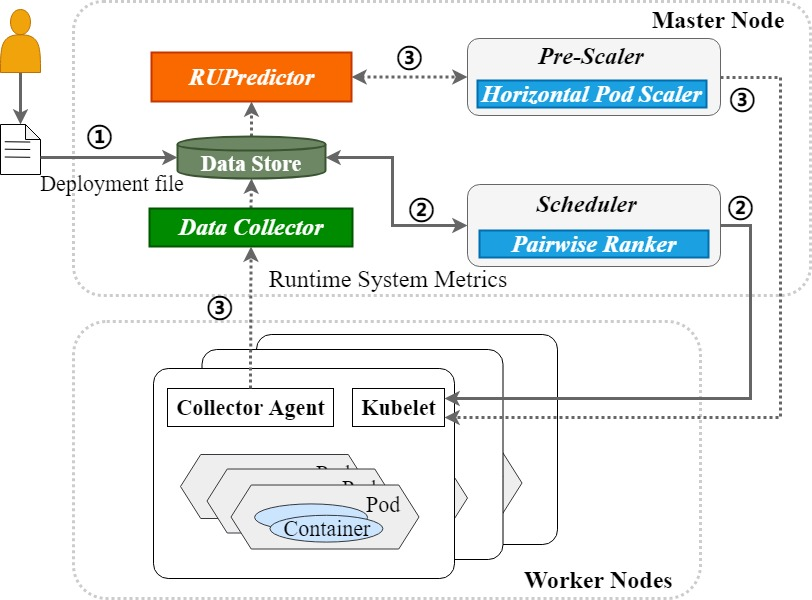 Master Node
RUPredictor
③
Pre-Scaler
Horizontal Pod Scaler
③
①
Data Store
Deployment file
②
Scheduler
②
Data Collector
Pairwise Ranker
Runtime System Metrics
③
Collector Agent
Kubelet
Pod
Container
Worker Nodes